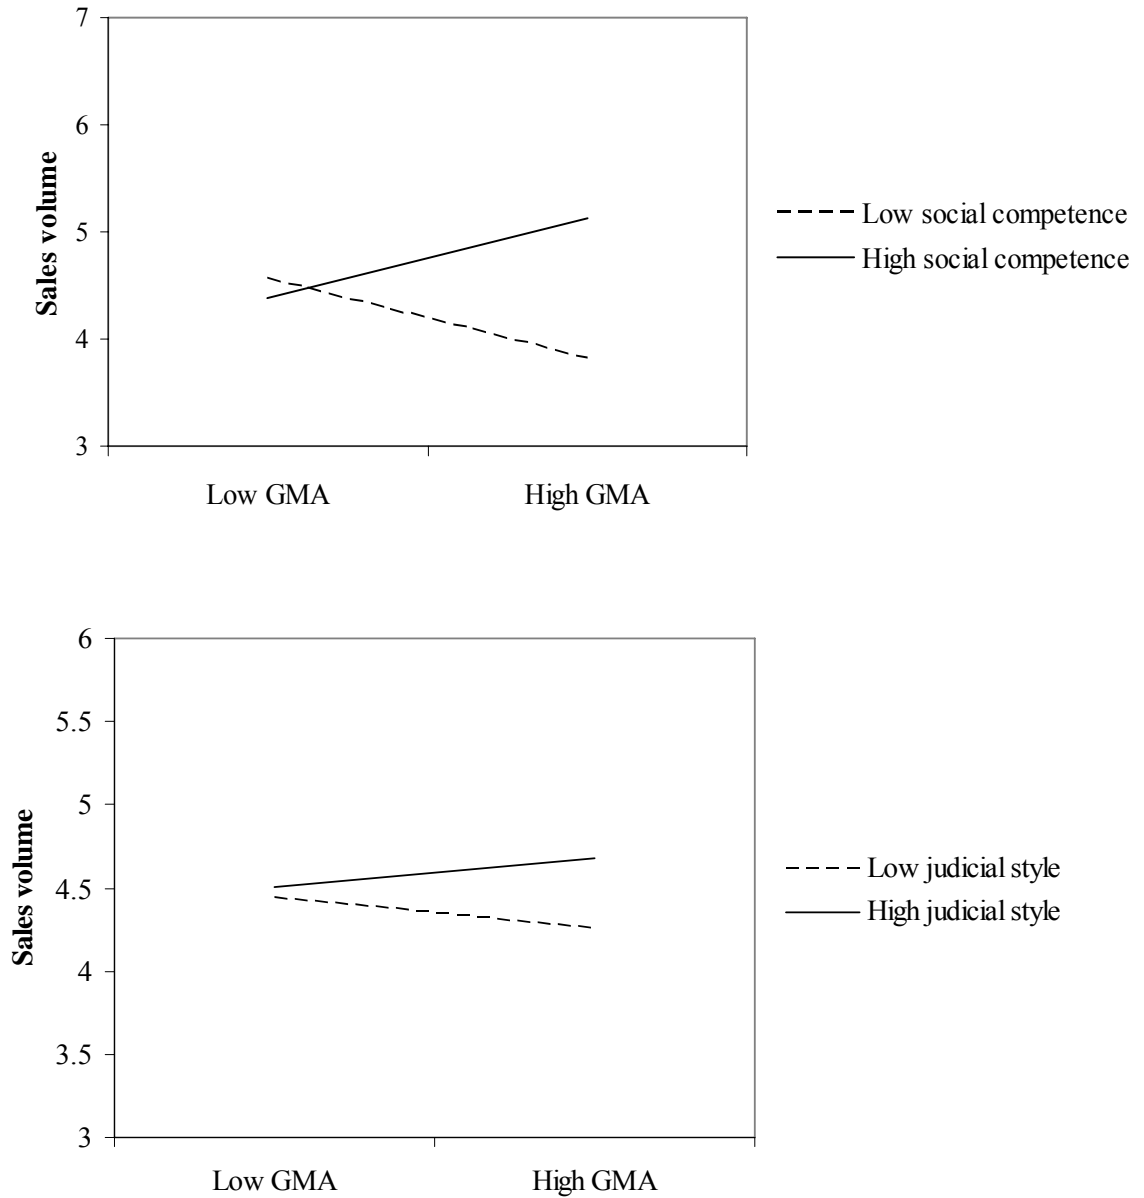 7
6
5
4
3
Sales volume
Low GMA
High GMA
Low social competence
High social competence
6
5.5
5
4.5
4
3.5
3
Sales volume
Low GMA
High GMA
Low judicial style
High judicial style